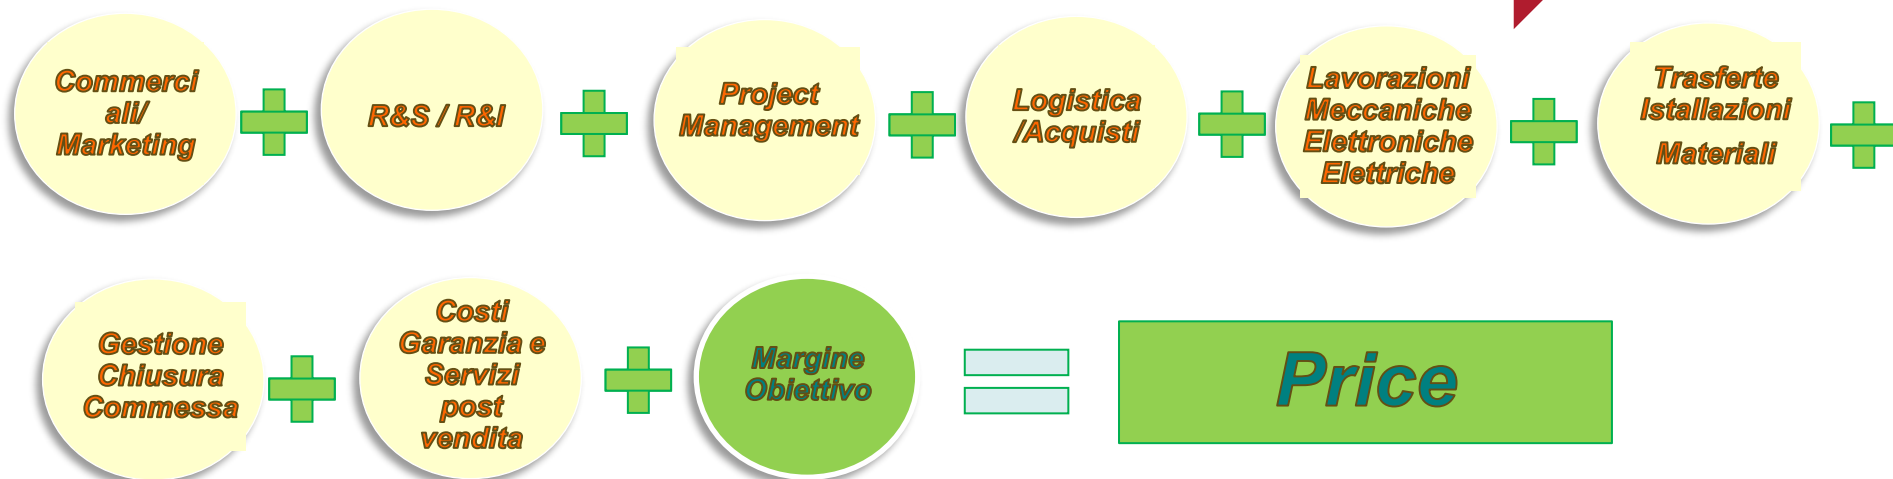 Commerci
ali/
Marketing
R&S / R&I
Project
Management
Logistica
/Acquisti
Lavorazioni
Meccaniche
Elettroniche
Elettriche
Trasferte
Istallazioni
Materiali
Gestione
Chiusura
Commessa
Costi
Garanzia e
Servizi
post
vendita
Margine
Obiettivo
Price